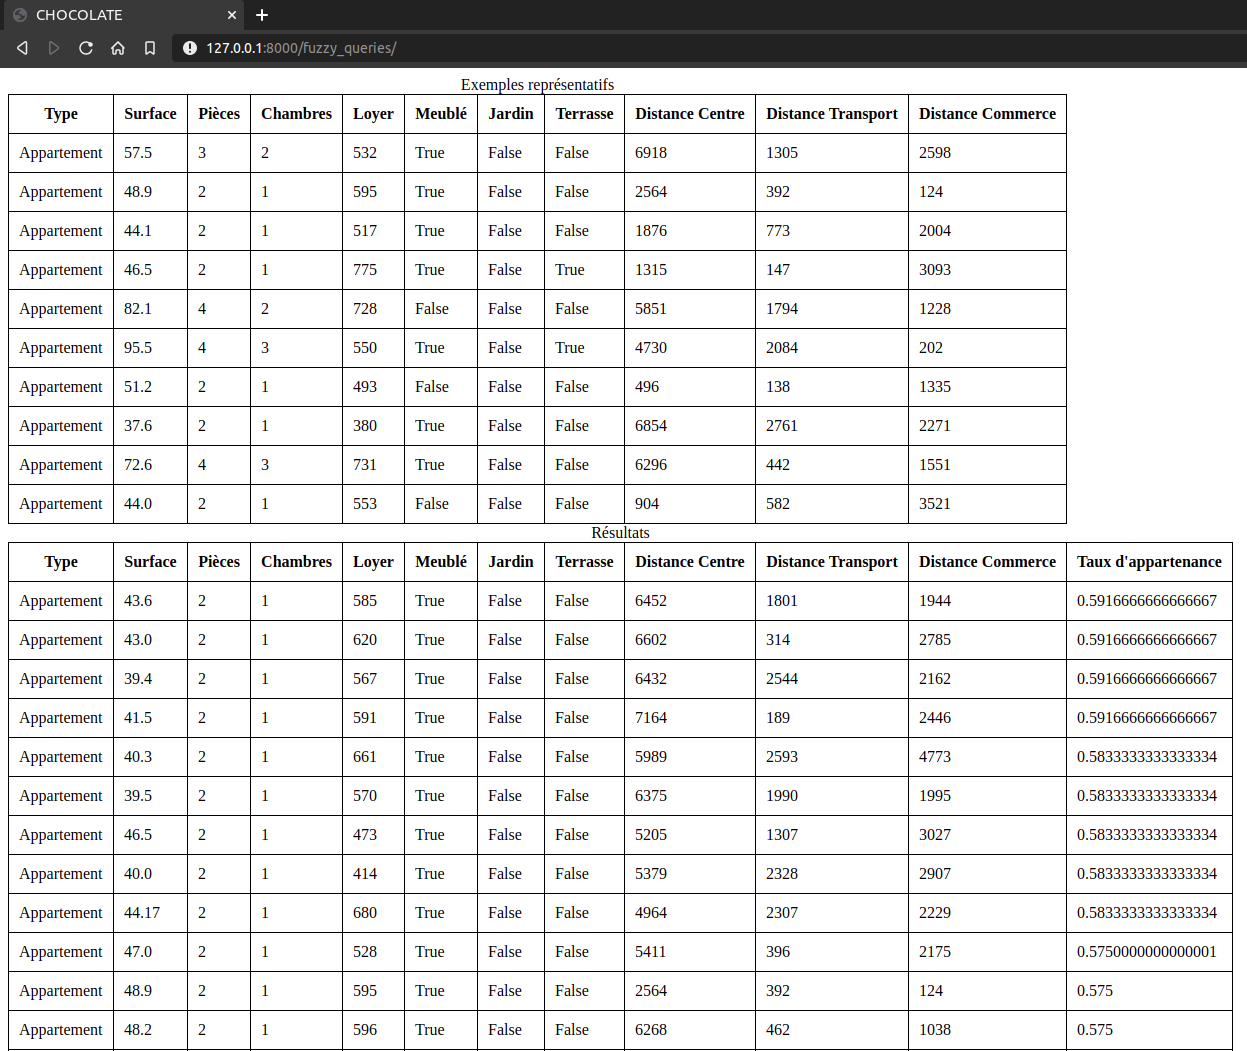 CHOCOLATE
127.0.0.1:8000/fuzzy_queries/
Exemples représentatifs
Type Surface Pièces Chambres Loyer Meublé Jardin Terrasse Distance Centre Distance Transport Distance Commerce
Appartement 57.5 3 2 532 True False False 6918 1305 2598
Appartement 48.9 2 1 595 True False False 2564 392 124
Appartement 44.1 2 1 517 True False False 1876 773 2004
Appartement 46.5 2 1 775 True False True 1315 147 3093
Appartement 82.1 4 2 728 False False False 5851 1794 1228
Appartement 95.5 4 3 550 True False True 4730 2084 202
Appartement 51.2 2 1 493 False False False 496 138 1335
Appartement 37.6 2 1 380 True False False 6854 2761 2271
Appartement 72.6 4 3 731 True False False 6296 442 1551
Appartement 44.0 2 1 553 False False False 904 582 3521
Résultats
Type Surface Pièces Chambres Loyer Meublé Jardin Terrasse Distance Centre Distance Transport Distance Commerce Taux d'appartenance
Appartement 43.6 2 1 585 True False False 6452 1801 1944 0.5916666666666667
Appartement 43.0 2 1 620 True False False 6602 314 2785 0.5916666666666667
Appartement 39.4 2 1 567 True False False 6432 2544 2162 0.5916666666666667
Appartement 41.5 2 1 591 True False False 7164 189 2446 0.5916666666666667
Appartement 40.3 2 1 661 True False False 5989 2593 4773 0.5833333333333334
Appartement 39.5 2 1 570 True False False 6375 1990 1995 0.5833333333333334
Appartement 46.5 2 1 473 True False False 5205 1307 3027 0.5833333333333334
Appartement 40.0 2 1 414 True False False 5379 2328 2907 0.5833333333333334
Appartement 44.17 2 1 680 True False False 4964 2307 2229 0.5833333333333334
Appartement 47.0 2 1 528 True False False 5411 396 2175 0.5750000000000001
Appartement 48.9 2 1 595 True False False 2564 392 124 0.575
Appartement 48.2 2 1 596 True False False 6268 462 1038 0.575